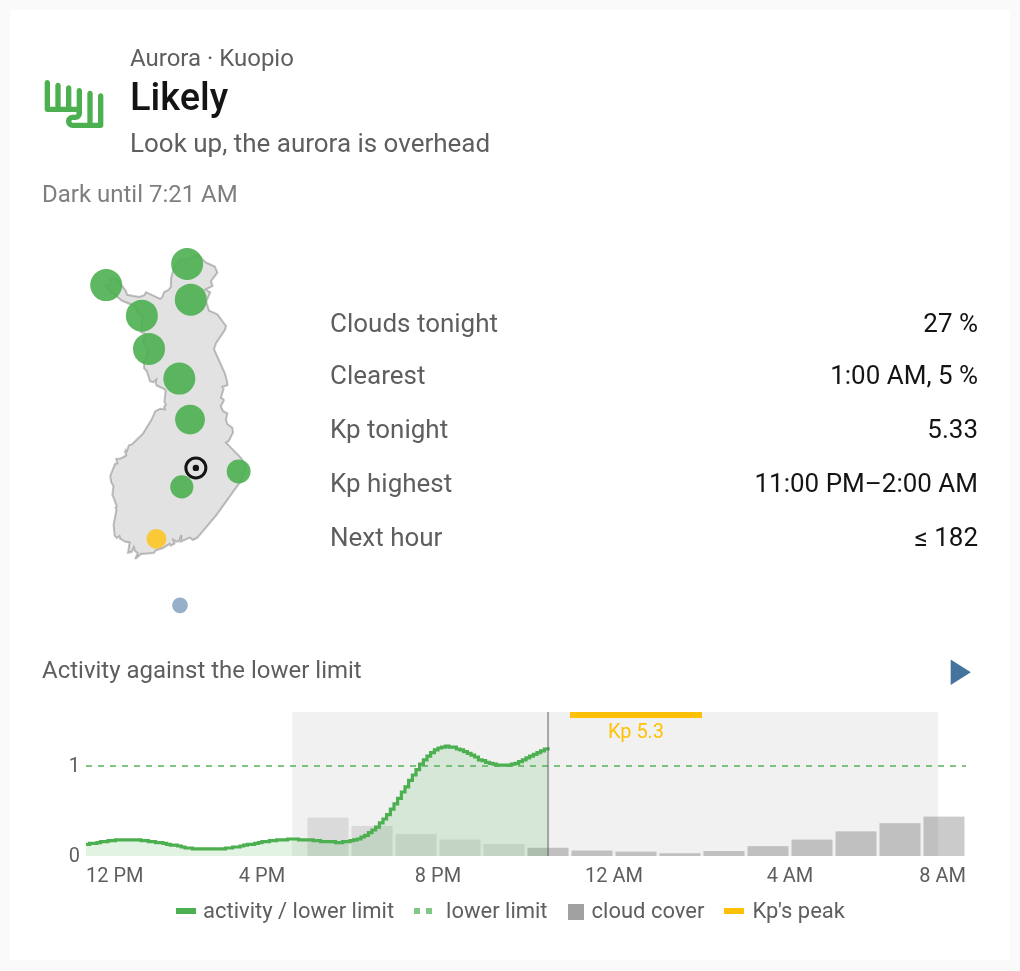 Aurora · Kuopio
Likely
Look up, the aurora is overhead
Dark until 7:21 AM
Clouds tonight 27 %
Clearest 1:00 AM, 5 %
Kp tonight 5.33
Kp highest 11:00 PM–2:00 AM
Next hour ≤ 182
Activity against the lower limit
Kp 5.3
1
0
12 PM 4 PM 8 PM 12 AM 4 AM 8 AM
activity / lower limit lower limit cloud cover Kp's peak